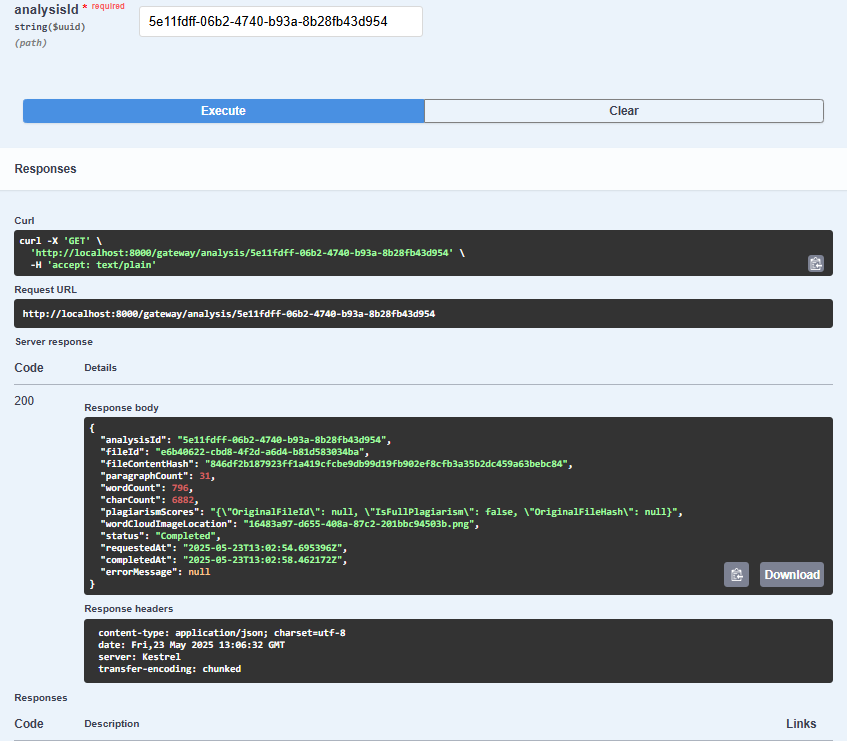 analysisId * required
string($uuid)
(path)
5e11fdff-06b2-4740-b93a-8b28fb43d954
Execute
Clear
Responses
Curl
curl -X 'GET' \
  'http://localhost:8000/gateway/analysis/5e11fdff-06b2-4740-b93a-8b28fb43d954' \
  -H 'accept: text/plain'
Request URL
http://localhost:8000/gateway/analysis/5e11fdff-06b2-4740-b93a-8b28fb43d954
Server response
Code Details
200
Response body
{
  "analysisId": "5e11fdff-06b2-4740-b93a-8b28fb43d954",
  "fileId": "e6b40622-cbd8-4f2d-a6d4-b81d583034ba",
  "fileContentHash": "846df2b187923ff1a419cfcbe9db99d19fb902ef8cfb3a35b2dc459a63bebc84",
  "paragraphCount": 31,
  "wordCount": 796,
  "charCount": 6882,
  "plagiarismScores": "{\"OriginalFileId\": null, \"IsFullPlagiarism\": false, \"OriginalFileHash\": null}",
  "wordCloudImageLocation": "16483a97-d655-408a-87c2-201bbc94503b.png",
  "status": "Completed",
  "requestedAt": "2025-05-23T13:02:54.695396Z",
  "completedAt": "2025-05-23T13:02:58.462172Z",
  "errorMessage": null
}
Download
Response headers
content-type: application/json; charset=utf-8
date: Fri,23 May 2025 13:06:32 GMT
server: Kestrel
transfer-encoding: chunked
Responses
Code Description Links